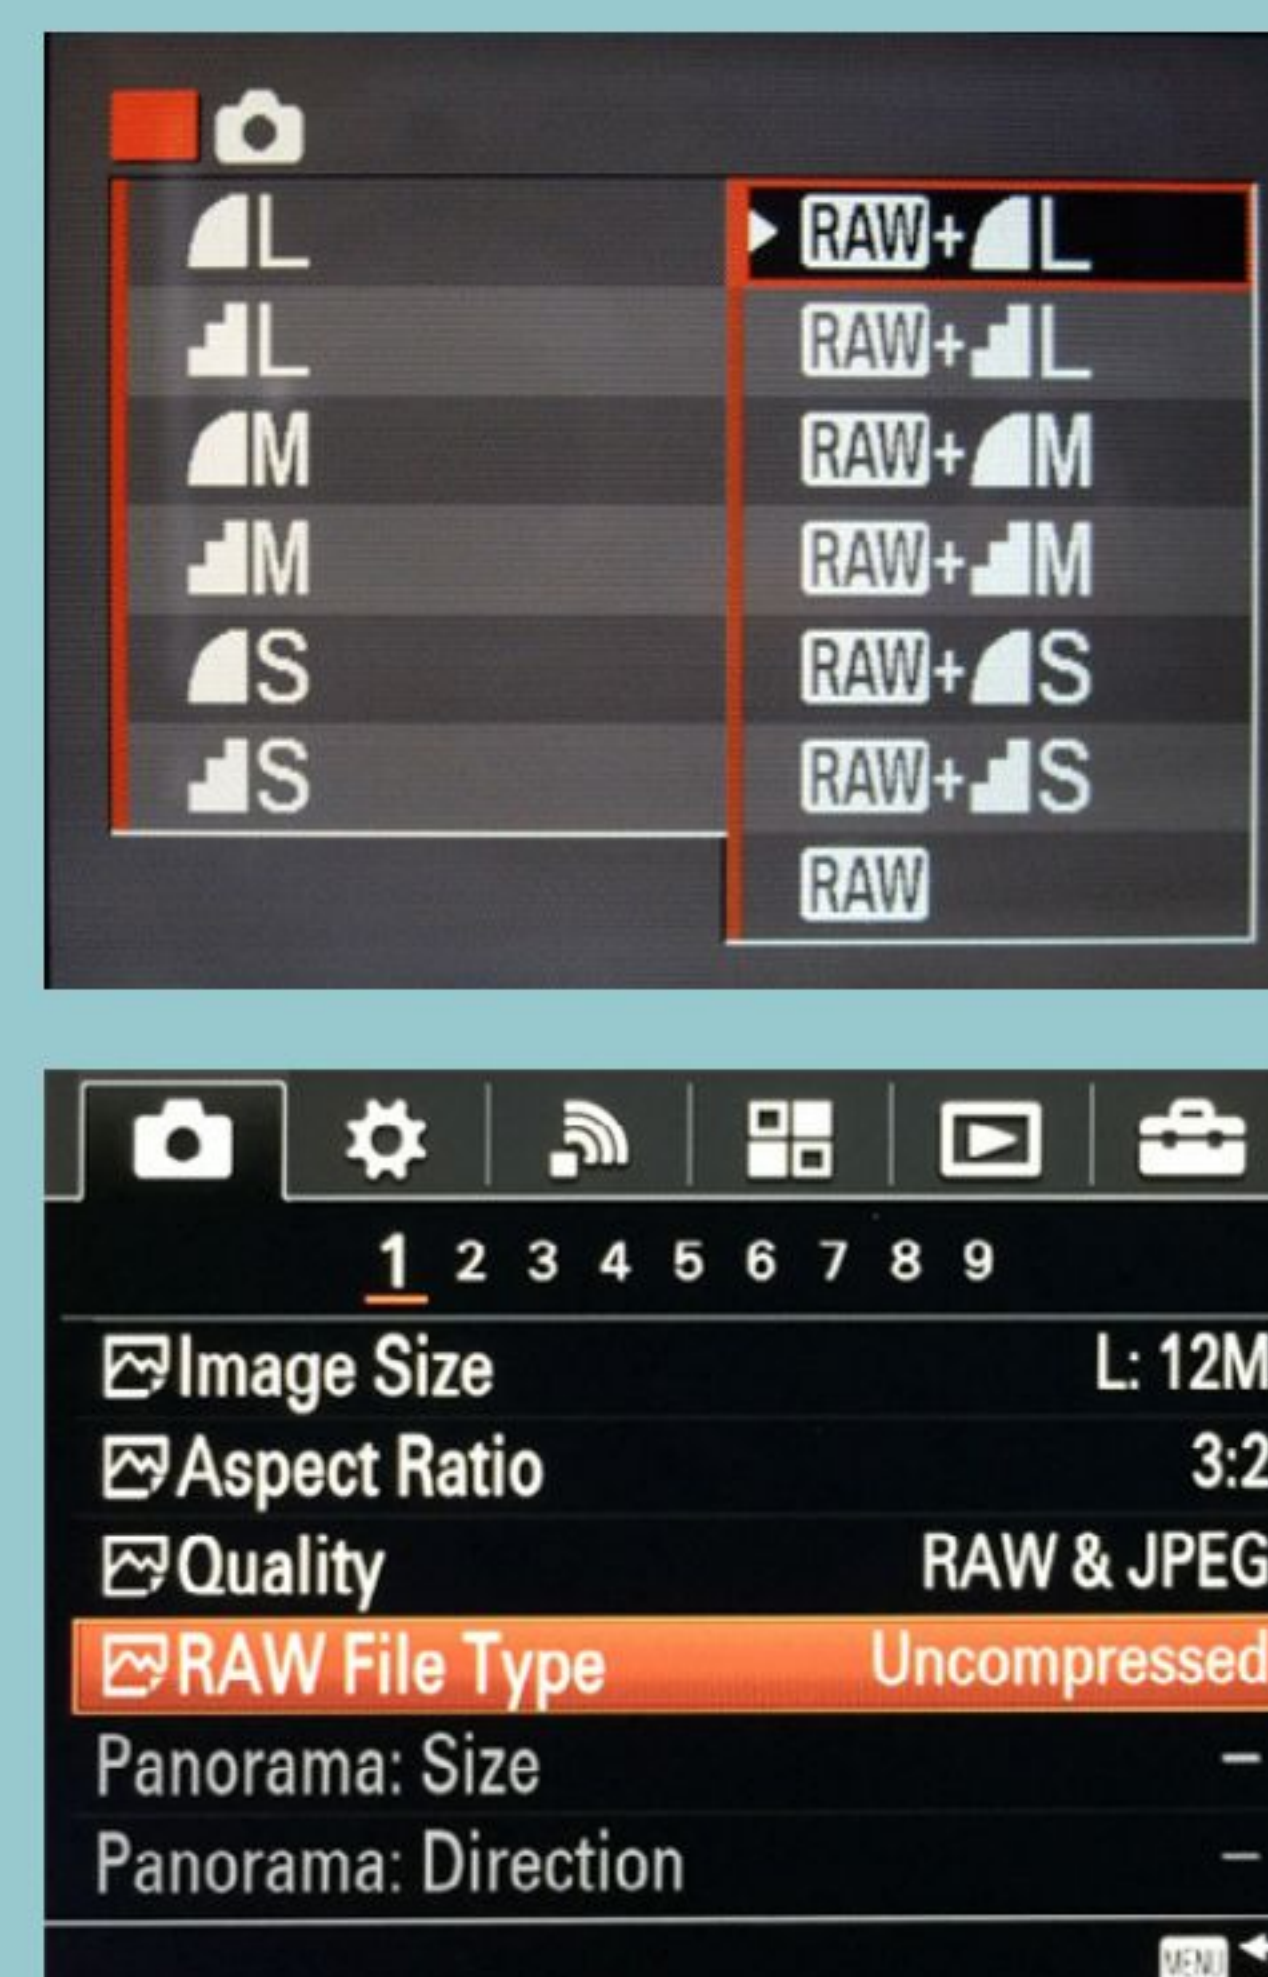 L RAW+ L
L RAW+ L
M RAW+ M
M RAW+ M
S RAW+ S
S RAW+ S
RAW
1 2 3 4 5 6 7 8 9
Image Size L: 12M
Aspect Ratio 3:2
Quality RAW & JPEG
RAW File Type Uncompressed
Panorama: Size –
Panorama: Direction –
MENU